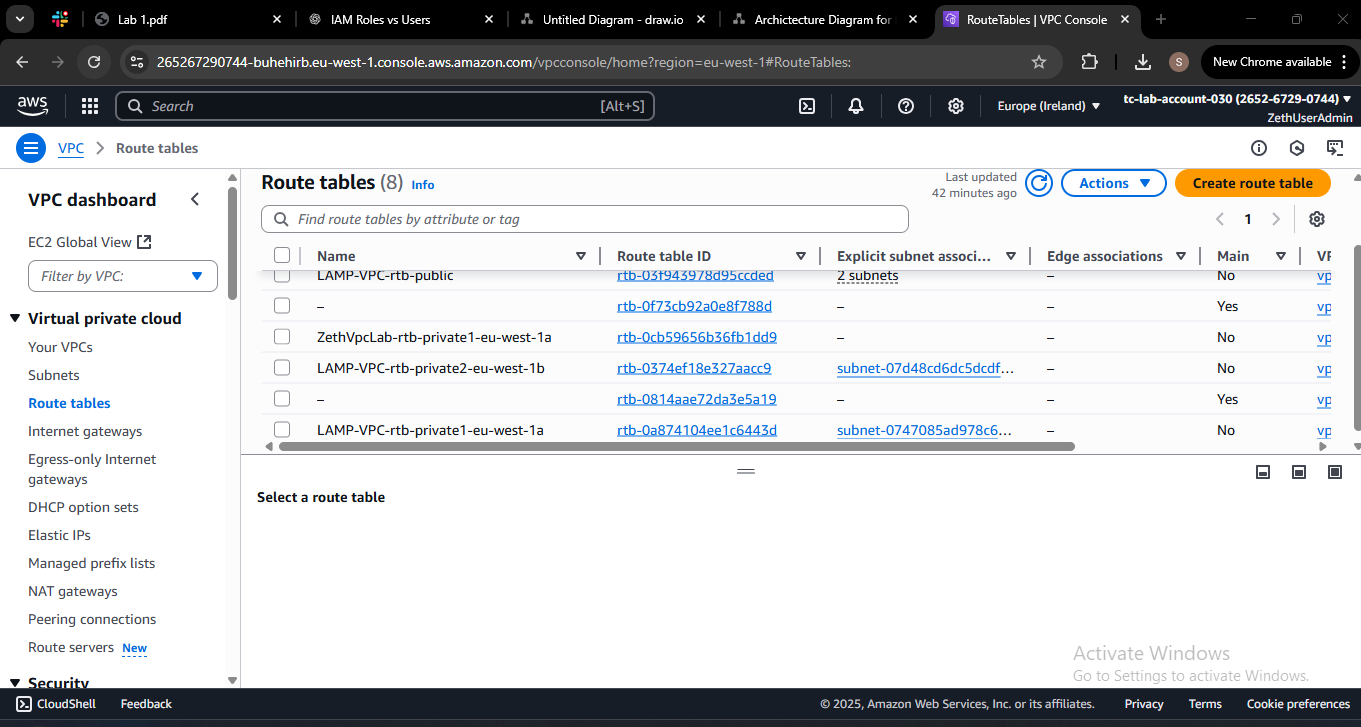 Lab 1.pdf
IAM Roles vs Users
Untitled Diagram - draw.io
Archictecture Diagram for
RouteTables | VPC Console
265267290744-buhehirb.eu-west-1.console.aws.amazon.com/vpcconsole/home?region=eu-west-1#RouteTables:
S
New Chrome available
aws
Search
[Alt+S]
Europe (Ireland)
tc-lab-account-030 (2652-6729-0744)
ZethUserAdmin
VPC
Route tables
VPC dashboard
EC2 Global View
Filter by VPC:
Virtual private cloud
Your VPCs
Subnets
Route tables
Internet gateways
Egress-only Internet
gateways
DHCP option sets
Elastic IPs
Managed prefix lists
NAT gateways
Peering connections
Route servers New
Security
Route tables (8) Info
Last updated
42 minutes ago
Actions
Create route table
Find route tables by attribute or tag
1
Name Route table ID Explicit subnet associ... Edge associations Main VP
LAMP-VPC-rtb-public rtb-03f943978d95ccded 2 subnets – No vp
– rtb-0f73cb92a0e8f788d – – Yes vp
ZethVpcLab-rtb-private1-eu-west-1a rtb-0cb59656b36fb1dd9 – – No vp
LAMP-VPC-rtb-private2-eu-west-1b rtb-0374ef18e327aacc9 subnet-07d48cd6dc5dcdf... – No vp
– rtb-0814aae72da3e5a19 – – Yes vp
LAMP-VPC-rtb-private1-eu-west-1a rtb-0a874104ee1c6443d subnet-0747085ad978c6... – No vp
Select a route table
Activate Windows
Go to Settings to activate Windows.
CloudShell
Feedback
© 2025, Amazon Web Services, Inc. or its affiliates.
Privacy
Terms
Cookie preferences